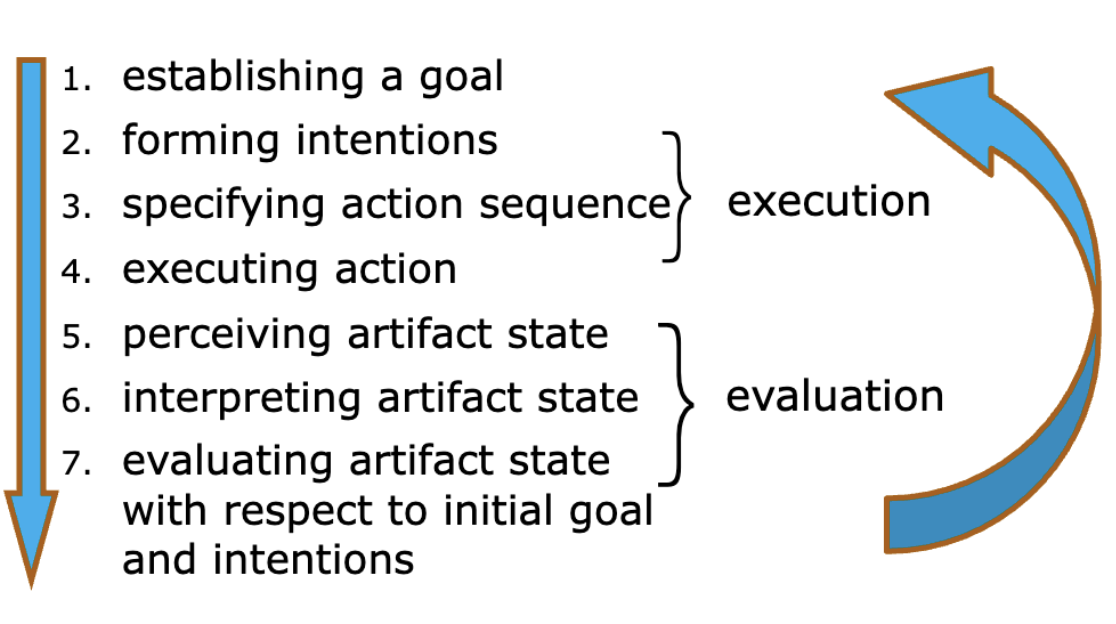 1. establishing a goal
2. forming intentions
3. specifying action sequence
execution
4. executing action
5. perceiving artifact state
6. interpreting artifact state
evaluation
7. evaluating artifact state
with respect to initial goal
and intentions